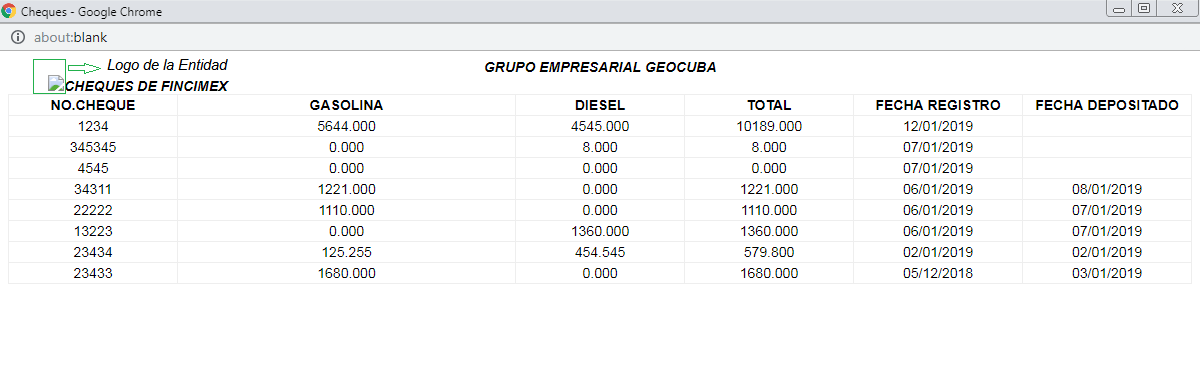 Cheques - Google Chrome
about:blank
Logo de la Entidad
GRUPO EMPRESARIAL GEOCUBA
CHEQUES DE FINCIMEX
NO.CHEQUE GASOLINA DIESEL TOTAL FECHA REGISTRO FECHA DEPOSITADO
1234 5644.000 4545.000 10189.000 12/01/2019
345345 0.000 8.000 8.000 07/01/2019
4545 0.000 0.000 0.000 07/01/2019
34311 1221.000 0.000 1221.000 06/01/2019 08/01/2019
22222 1110.000 0.000 1110.000 06/01/2019 07/01/2019
13223 0.000 1360.000 1360.000 06/01/2019 07/01/2019
23434 125.255 454.545 579.800 02/01/2019 02/01/2019
23433 1680.000 0.000 1680.000 05/12/2018 03/01/2019